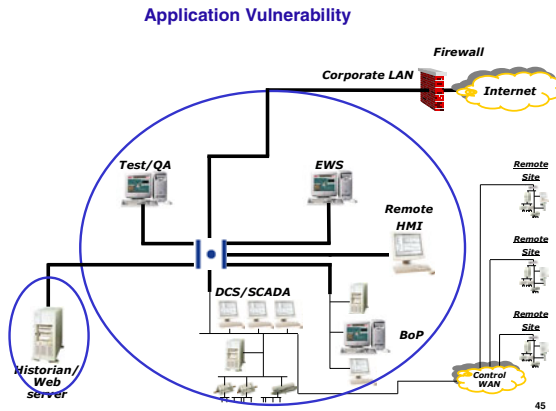 Application Vulnerability
Firewall
Corporate LAN
Internet
Test/QA
EWS
Remote
Site
Remote
HMI
Remote
Site
DCS/SCADA
BoP
Remote
Site
Historian/
Web
server
Control
WAN
45